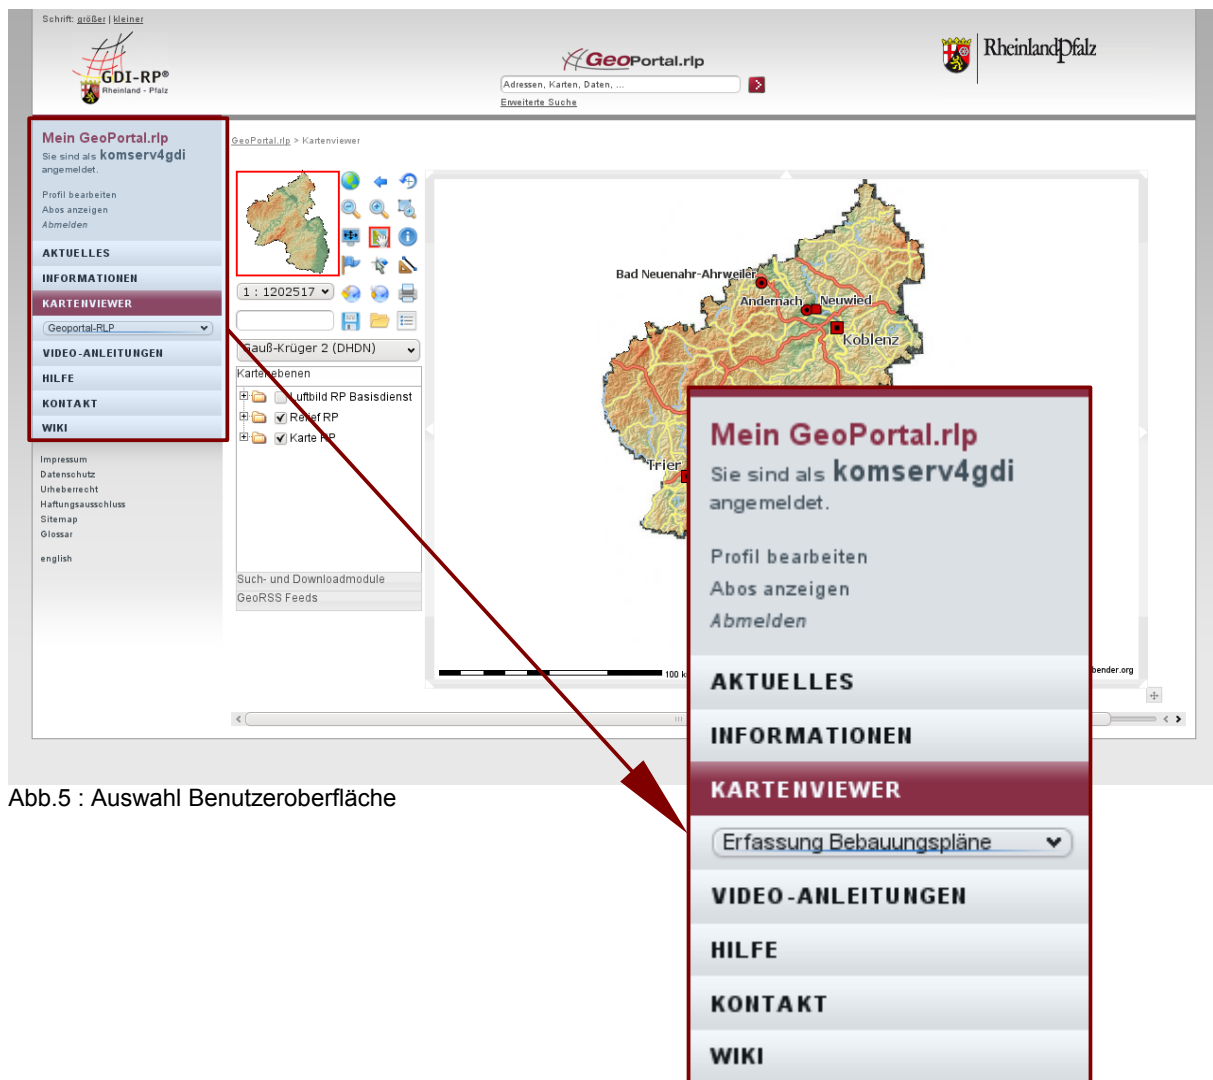 Schrift: größer | kleiner
GDI-RP®
Rheinland - Pfalz
GeoPortal.rlp
Adressen, Karten, Daten, ...
Erweiterte Suche
RheinlandPfalz
Mein GeoPortal.rlp
Sie sind als komserv4gdi
angemeldet.
Profil bearbeiten
Abos anzeigen
Abmelden
AKTUELLES
INFORMATIONEN
KARTENVIEWER
Geoportal-RLP
VIDEO-ANLEITUNGEN
HILFE
KONTAKT
WIKI
Impressum
Datenschutz
Urheberrecht
Haftungsausschluss
Sitemap
Glossar
english
GeoPortal.rlp > Kartenviewer
1 : 1202517
Gauß-Krüger 2 (DHDN)
Kartenebenen
Luftbild RP Basisdienst
Relief RP
Karte RP
Such- und Downloadmodule
GeoRSS Feeds
Bad Neuenahr-Ahrweiler
Andernach
Neuwied
Koblenz
Trier
100 k
bender.org
Mein GeoPortal.rlp
Sie sind als komserv4gdi
angemeldet.
Profil bearbeiten
Abos anzeigen
Abmelden
AKTUELLES
INFORMATIONEN
KARTENVIEWER
Erfassung Bebauungspläne
VIDEO-ANLEITUNGEN
HILFE
KONTAKT
WIKI
Abb.5 : Auswahl Benutzeroberfläche